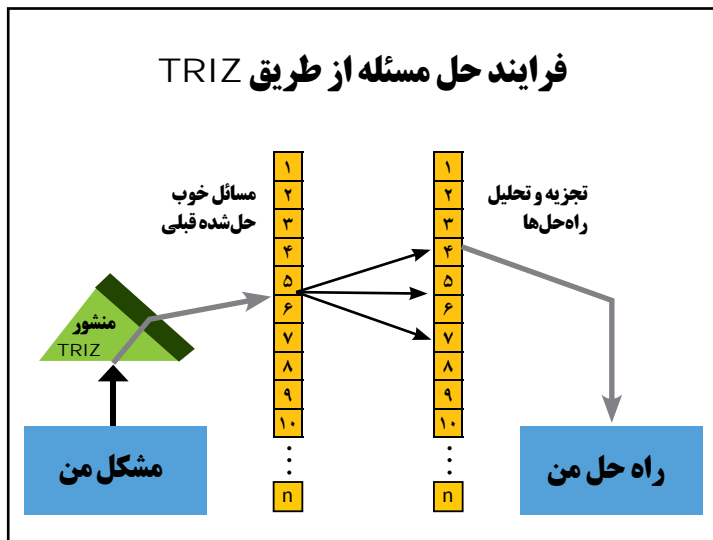 فرایند حل مسئله از طریق TRIZ
مسائل خوب
حل‌شده قبلی
تجزیه و تحلیل
راه‌حل‌ها
۱
۲
۳
۴
۵
۶
۷
۸
۹
۱۰
n
۱
۲
۳
۴
۵
۶
۷
۸
۹
۱۰
n
منشور
TRIZ
مشکل من
راه حل من